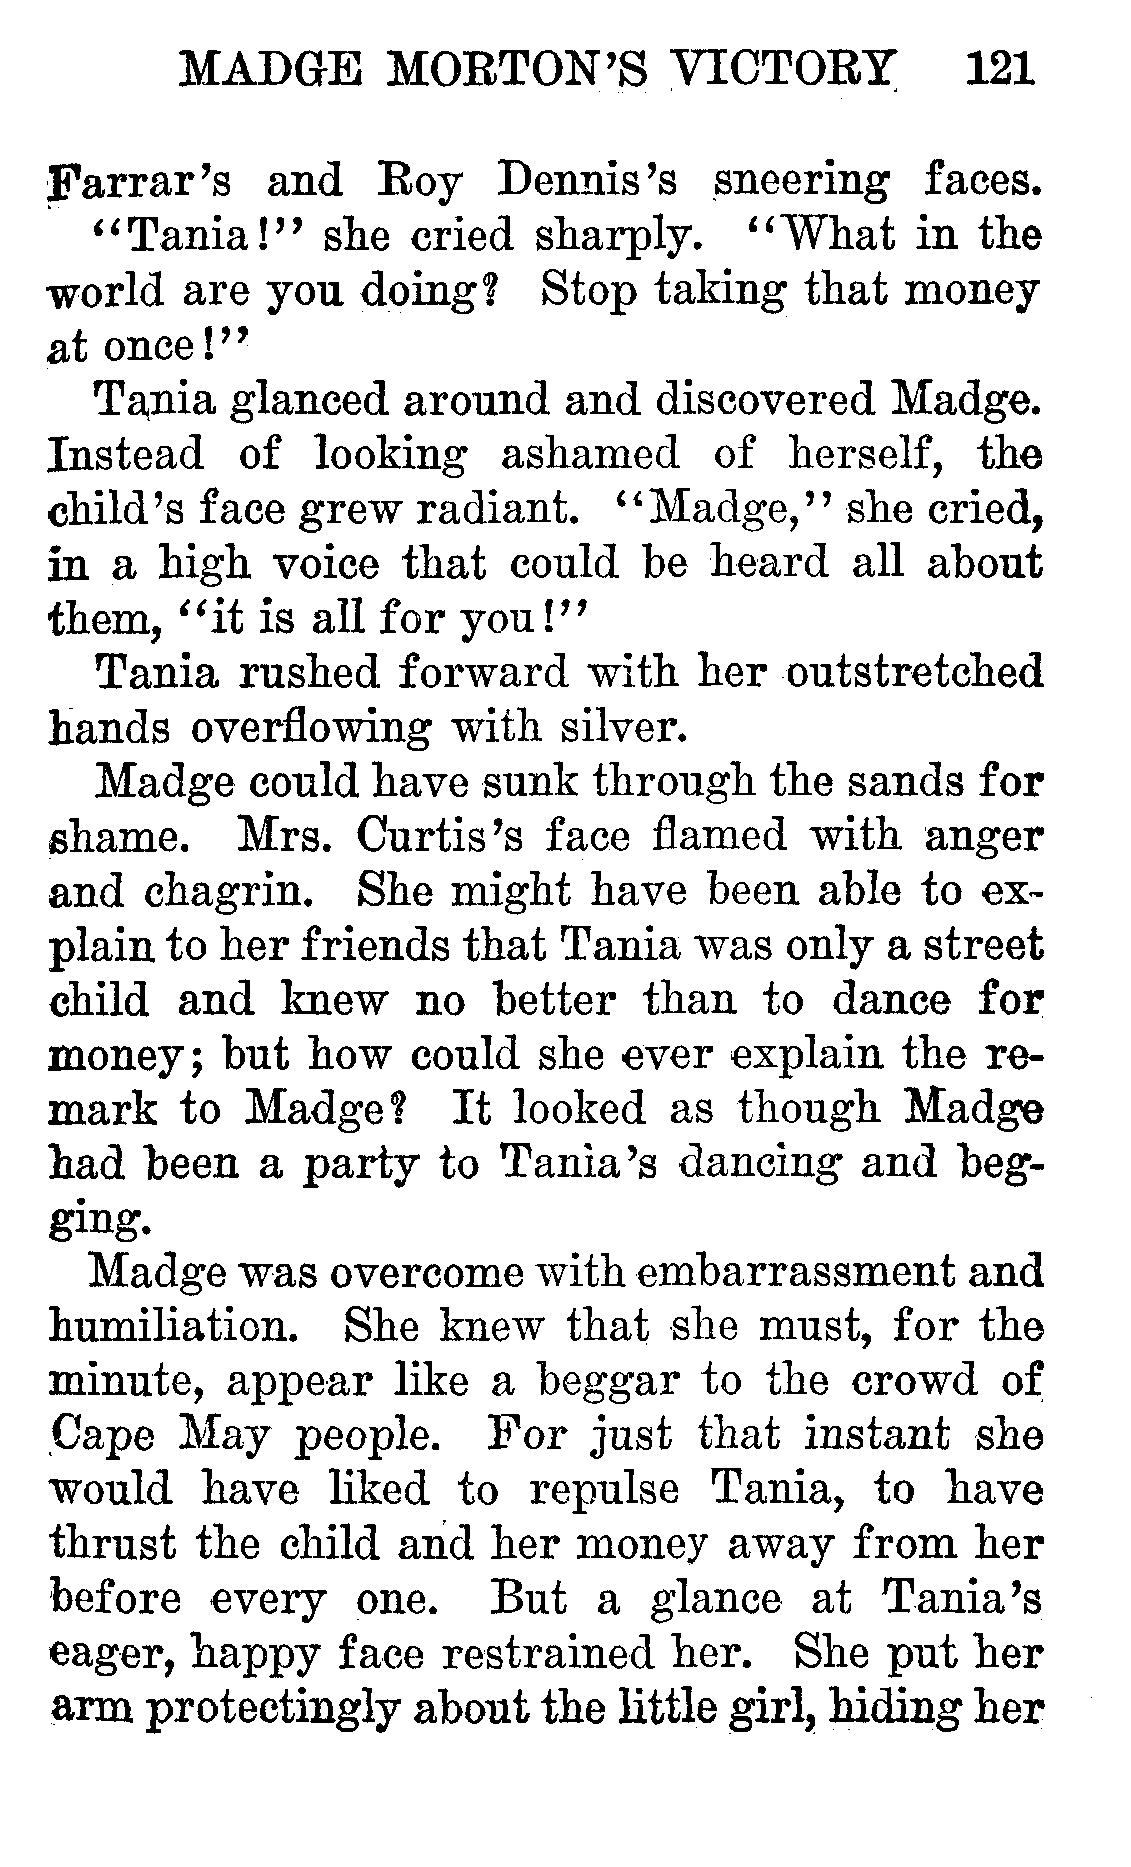 MADGE MORTON'S VICTORY 121
Farrar's and Roy Dennis's sneering faces.
"Tania!" she cried sharply. "What in the
world are you doing? Stop taking that money
at once!"
Tania glanced around and discovered Madge.
Instead of looking ashamed of herself, the
child's face grew radiant. "Madge," she cried,
in a high voice that could be heard all about
them, "it is all for you!"
Tania rushed forward with her outstretched
hands overflowing with silver.
Madge could have sunk through the sands for
shame. Mrs. Curtis's face flamed with anger
and chagrin. She might have been able to ex-
plain to her friends that Tania was only a street
child and knew no better than to dance for
money; but how could she ever explain the re-
mark to Madge? It looked as though Madge
had been a party to Tania's dancing and beg-
ging.
Madge was overcome with embarrassment and
humiliation. She knew that she must, for the
minute, appear like a beggar to the crowd of
Cape May people. For just that instant she
would have liked to repulse Tania, to have
thrust the child and her money away from her
before every one. But a glance at Tania's
eager, happy face restrained her. She put her
arm protectingly about the little girl, hiding her